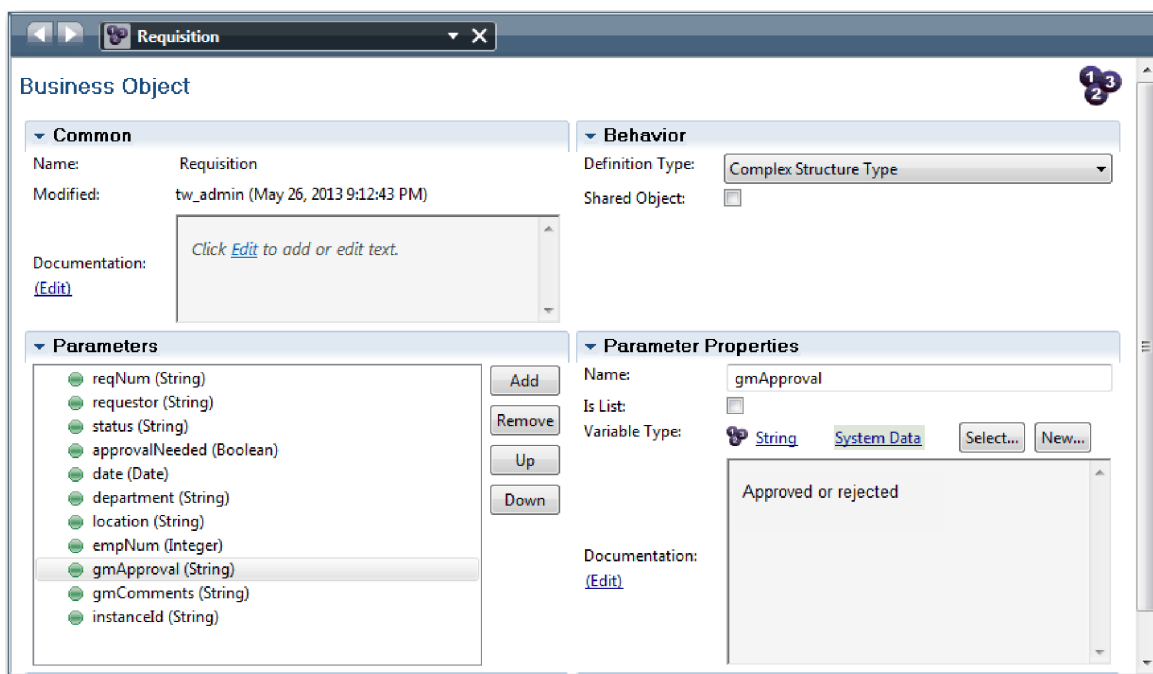 Requisition
Business Object
1 2 3
Common
Name: Requisition
Modified: tw_admin (May 26, 2013 9:12:43 PM)
Documentation:
(Edit)
Click Edit to add or edit text.
Behavior
Definition Type: Complex Structure Type
Shared Object:
Parameters
reqNum (String)
requestor (String)
status (String)
approvalNeeded (Boolean)
date (Date)
department (String)
location (String)
empNum (Integer)
gmApproval (String)
gmComments (String)
instanceId (String)
Add
Remove
Up
Down
Parameter Properties
Name: gmApproval
Is List:
Variable Type: String System Data Select... New...
Documentation:
(Edit)
Approved or rejected